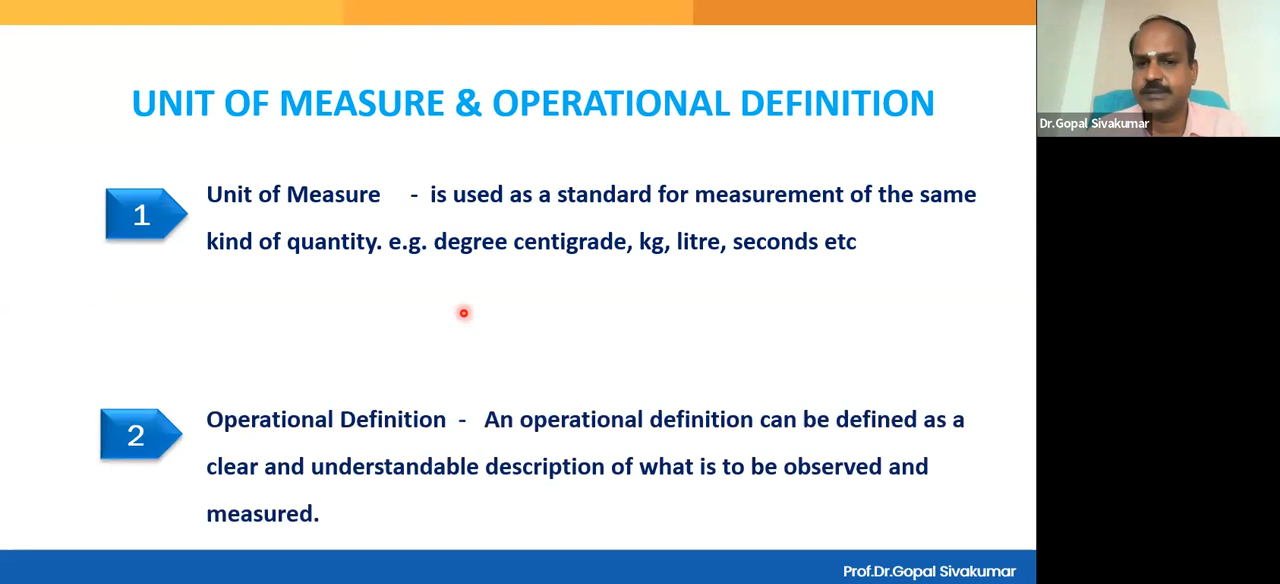 UNIT OF MEASURE & OPERATIONAL DEFINITION
Dr.Gopal Sivakumar
1
Unit of Measure - is used as a standard for measurement of the same
kind of quantity. e.g. degree centigrade, kg, litre, seconds etc
2
Operational Definition - An operational definition can be defined as a
clear and understandable description of what is to be observed and
measured.
Prof.Dr.Gopal Sivakumar